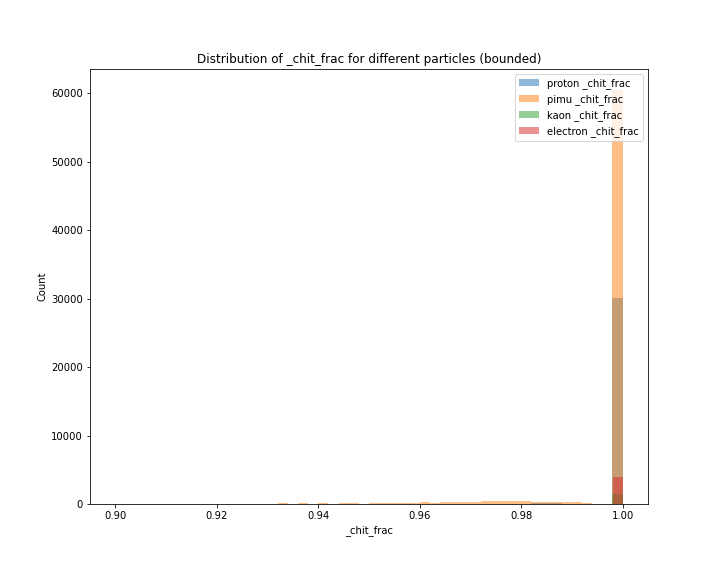 Distribution of _chit_frac for different particles (bounded)
proton _chit_frac
pimu _chit_frac
kaon _chit_frac
electron _chit_frac
60000
50000
40000
30000
20000
10000
0
Count
0.90 0.92 0.94 0.96 0.98 1.00
_chit_frac